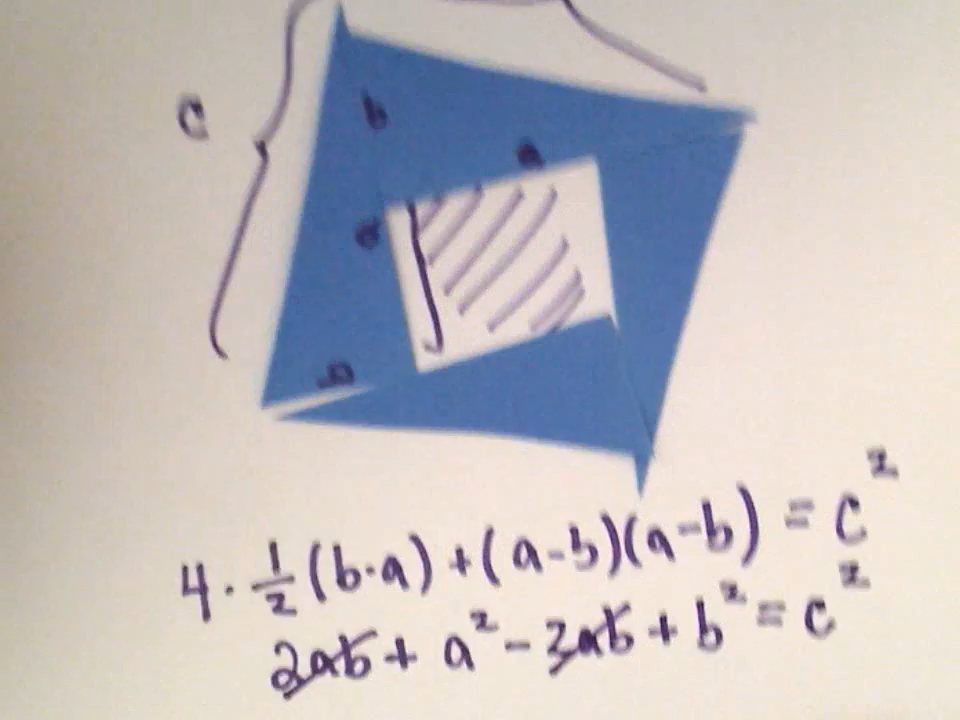 c
b
a
a
b
4 · 1/2 (b·a) + (a-b)(a-b) = c²
2ab + a² - 2ab + b² = c²